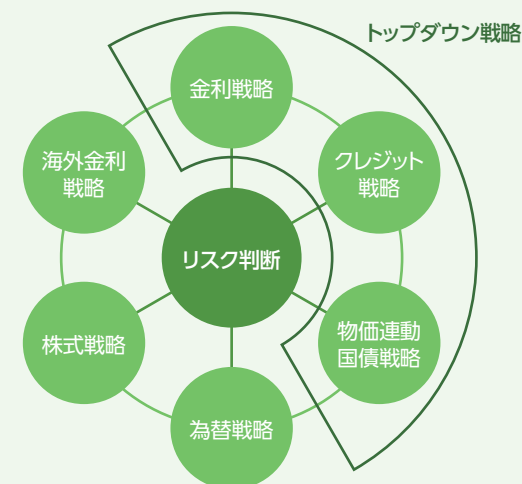 トップダウン戦略
金利戦略
海外金利
戦略
クレジット
戦略
リスク判断
株式戦略
物価連動
国債戦略
為替戦略